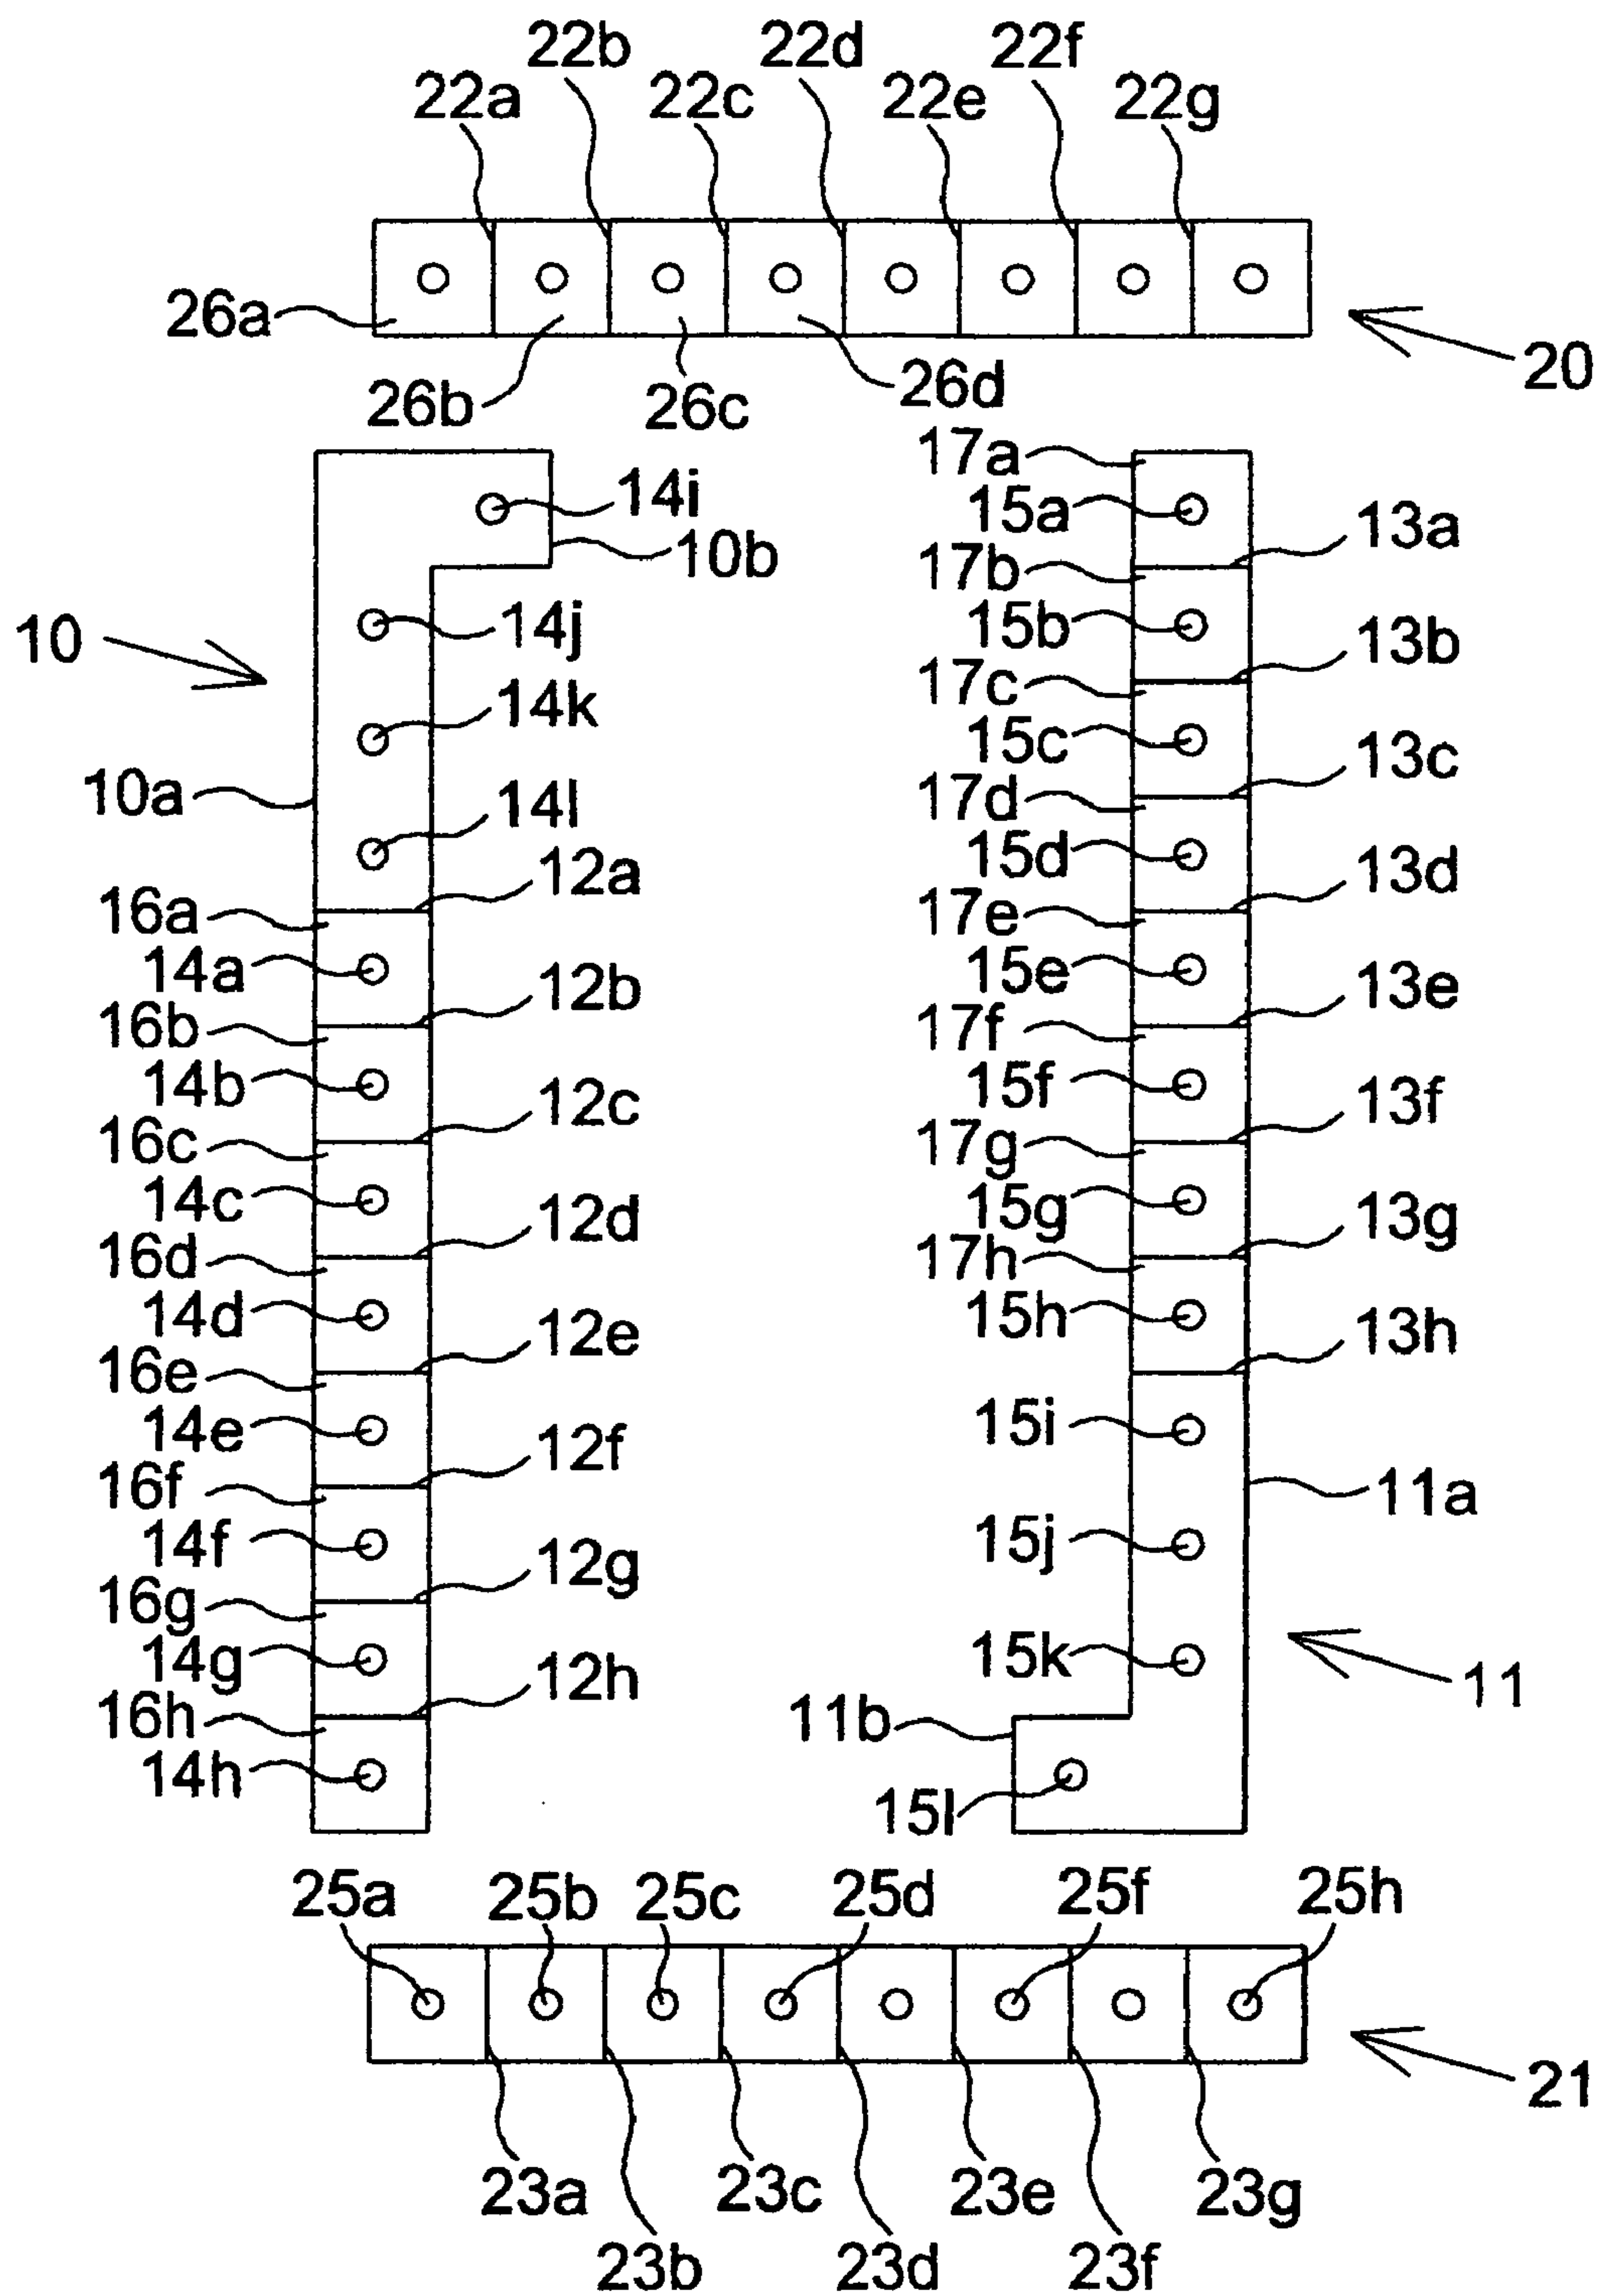 22b 22d 22f
22a 22c 22e 22g
26a
20
26b 26c 26d
17a
14i 15a 13a
10b 17b
10 14j 15b 13b
17c
14k 15c 13c
10a 17d
14l 15d 13d
12a
16a 17e
14a 15e 13e
12b
16b 17f
14b 15f 13f
12c
16c 17g
14c 15g 13g
12d
16d 17h
14d 15h 13h
12e
16e
14e 15i
12f
16f 11a
14f 15j
12g
16g
14g 15k
12h 11
16h 11b
14h
15l
25a 25b 25c 25d 25f 25h
21
23a 23c 23e 23g
23b 23d 23f